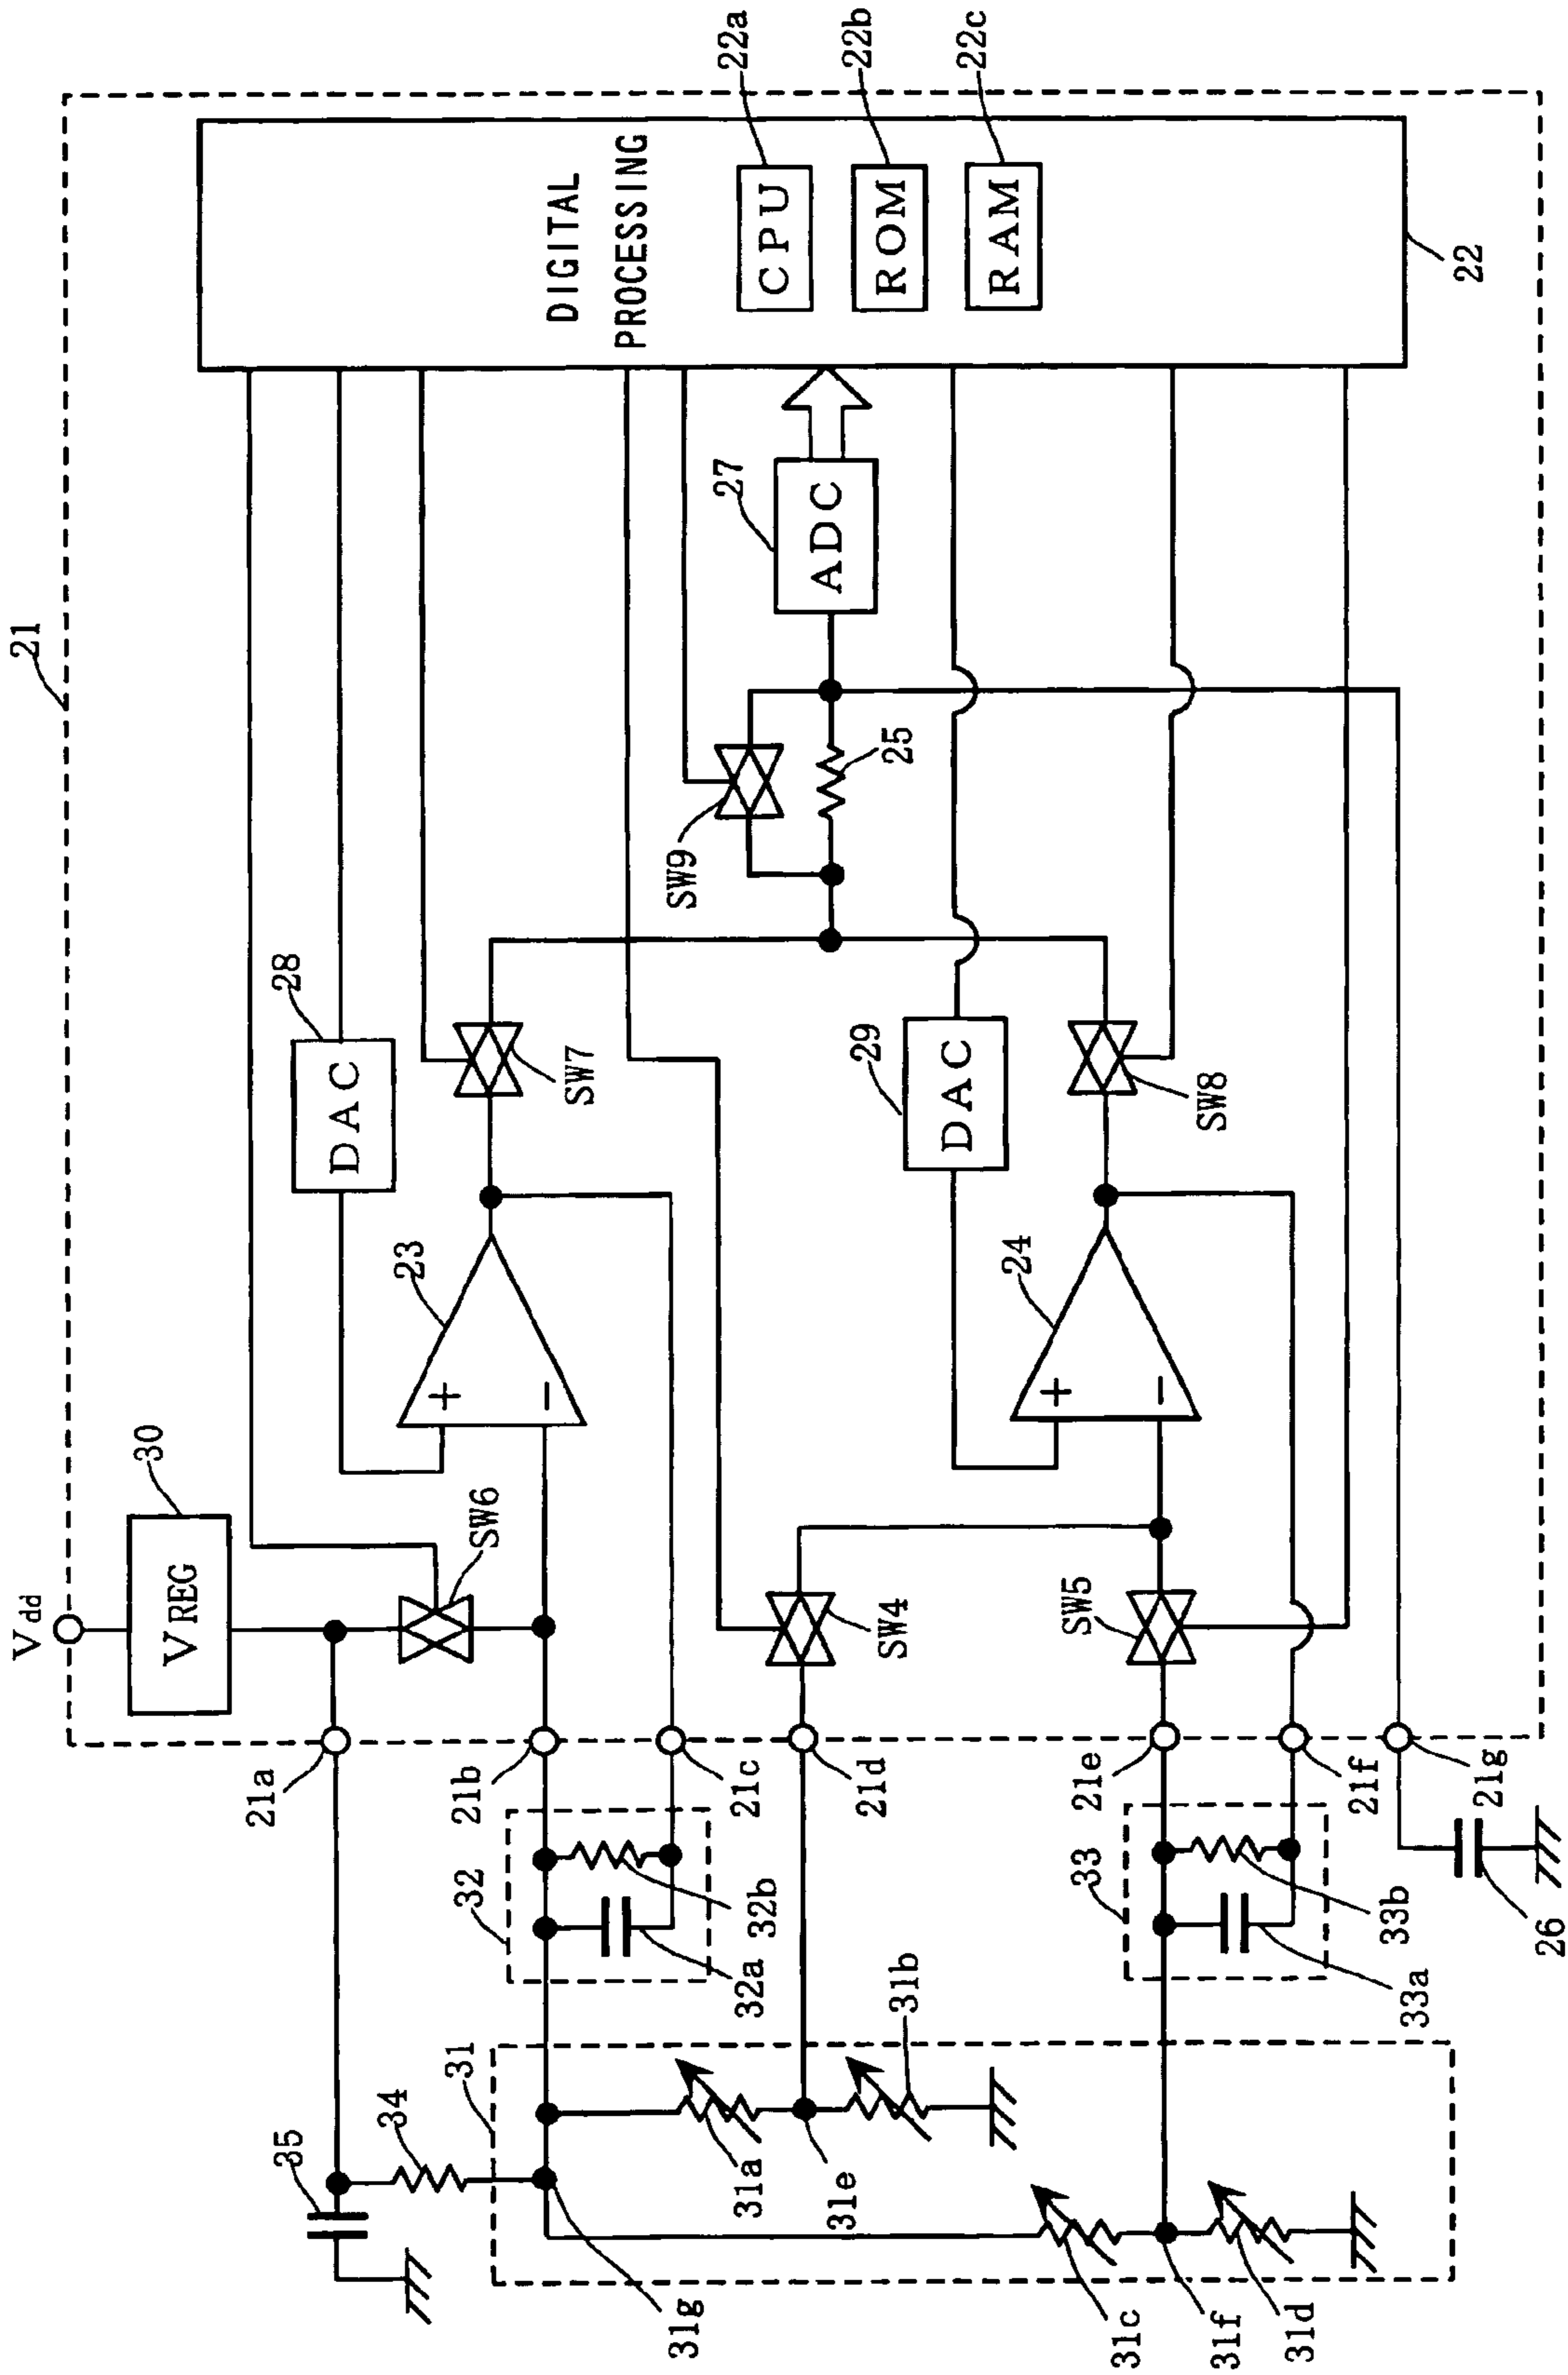 21
Vdd
30
VREG
28
DAC
DIGITAL
PROCESSING
CPU
22a
ROM
22b
RAM
22c
22
SW6
23
+
−
SW7
27
ADC
SW9
25
29
DAC
24
+
−
SW8
SW4
SW5
21a
21b
21c
21d
21e
21f
21g
35
34
31
32
32a
32b
31a
31e
31b
33
33a
33b
26
31g
31c
31f
31d